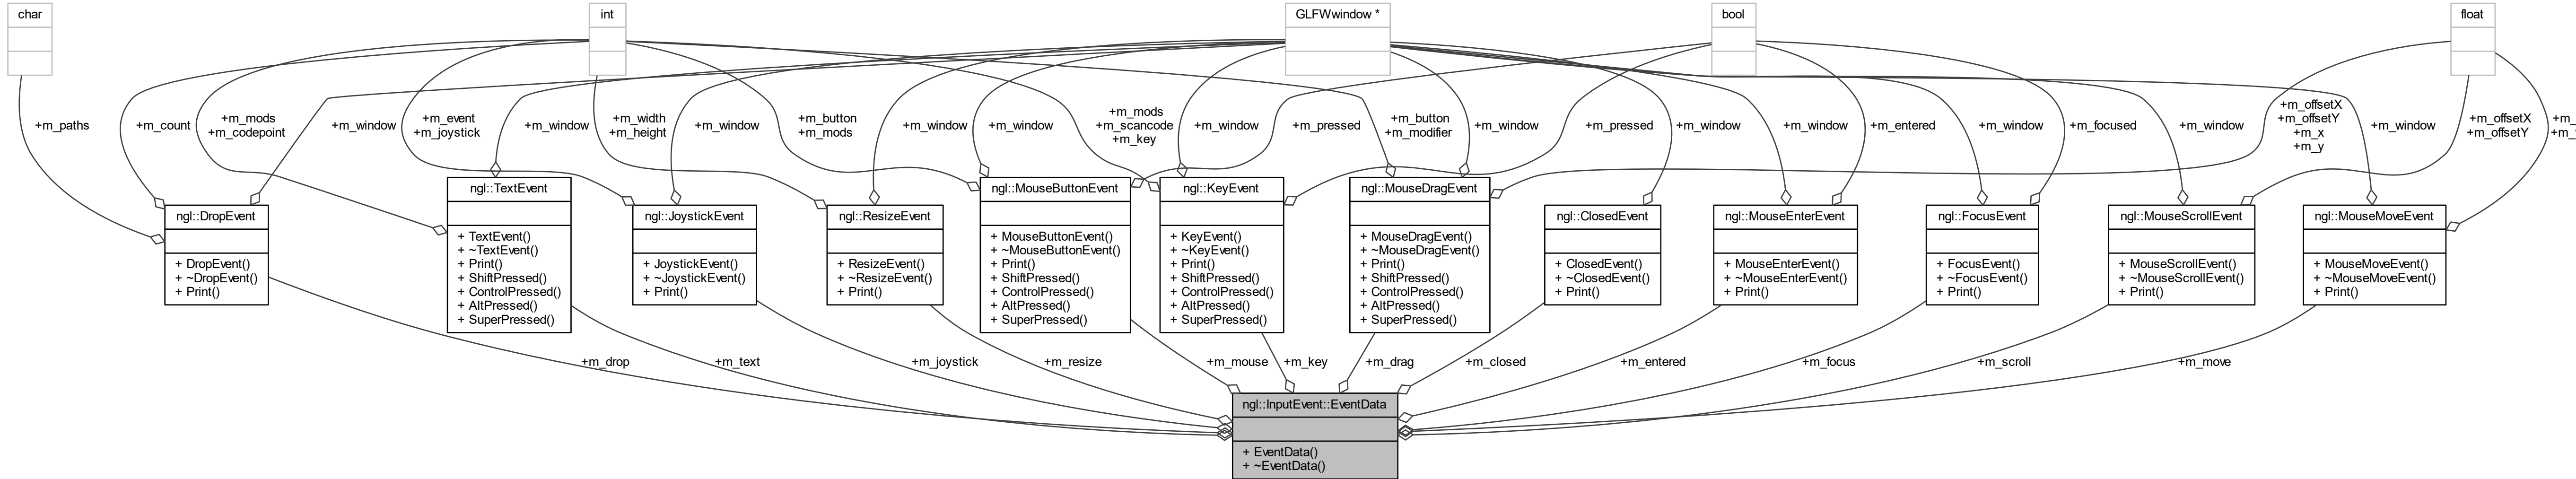 char
int
GLFWwindow *
bool
float
+m_paths
+m_count
+m_mods
+m_codepoint
+m_window
+m_event
+m_joystick
+m_window
+m_width
+m_height
+m_window
+m_button
+m_mods
+m_window
+m_window
+m_mods
+m_scancode
+m_key
+m_window
+m_pressed
+m_button
+m_modifier
+m_window
+m_pressed
+m_window
+m_window
+m_entered
+m_window
+m_focused
+m_window
+m_offsetX
+m_offsetY
+m_x
+m_y
+m_window
+m_offsetX
+m_offsetY
ngl::DropEvent
+ DropEvent()
+ ~DropEvent()
+ Print()
ngl::TextEvent
+ TextEvent()
+ ~TextEvent()
+ Print()
+ ShiftPressed()
+ ControlPressed()
+ AltPressed()
+ SuperPressed()
ngl::JoystickEvent
+ JoystickEvent()
+ ~JoystickEvent()
+ Print()
ngl::ResizeEvent
+ ResizeEvent()
+ ~ResizeEvent()
+ Print()
ngl::MouseButtonEvent
+ MouseButtonEvent()
+ ~MouseButtonEvent()
+ Print()
+ ShiftPressed()
+ ControlPressed()
+ AltPressed()
+ SuperPressed()
ngl::KeyEvent
+ KeyEvent()
+ ~KeyEvent()
+ Print()
+ ShiftPressed()
+ ControlPressed()
+ AltPressed()
+ SuperPressed()
ngl::MouseDragEvent
+ MouseDragEvent()
+ ~MouseDragEvent()
+ Print()
+ ShiftPressed()
+ ControlPressed()
+ AltPressed()
+ SuperPressed()
ngl::ClosedEvent
+ ClosedEvent()
+ ~ClosedEvent()
+ Print()
ngl::MouseEnterEvent
+ MouseEnterEvent()
+ ~MouseEnterEvent()
+ Print()
ngl::FocusEvent
+ FocusEvent()
+ ~FocusEvent()
+ Print()
ngl::MouseScrollEvent
+ MouseScrollEvent()
+ ~MouseScrollEvent()
+ Print()
ngl::MouseMoveEvent
+ MouseMoveEvent()
+ ~MouseMoveEvent()
+ Print()
+m_drop
+m_text
+m_joystick
+m_resize
+m_mouse
+m_key
+m_drag
+m_closed
+m_entered
+m_focus
+m_scroll
+m_move
ngl::InputEvent::EventData
+ EventData()
+ ~EventData()